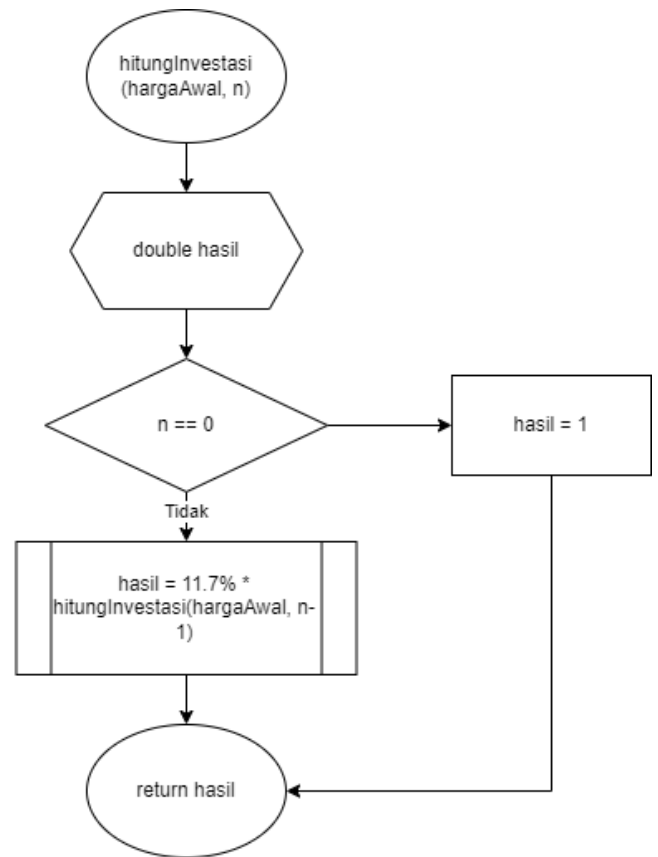 hitungInvestasi
(hargaAwal, n)
double hasil
n == 0
hasil = 1
Tidak
hasil = 11.7% *
hitungInvestasi(hargaAwal, n-
1)
return hasil